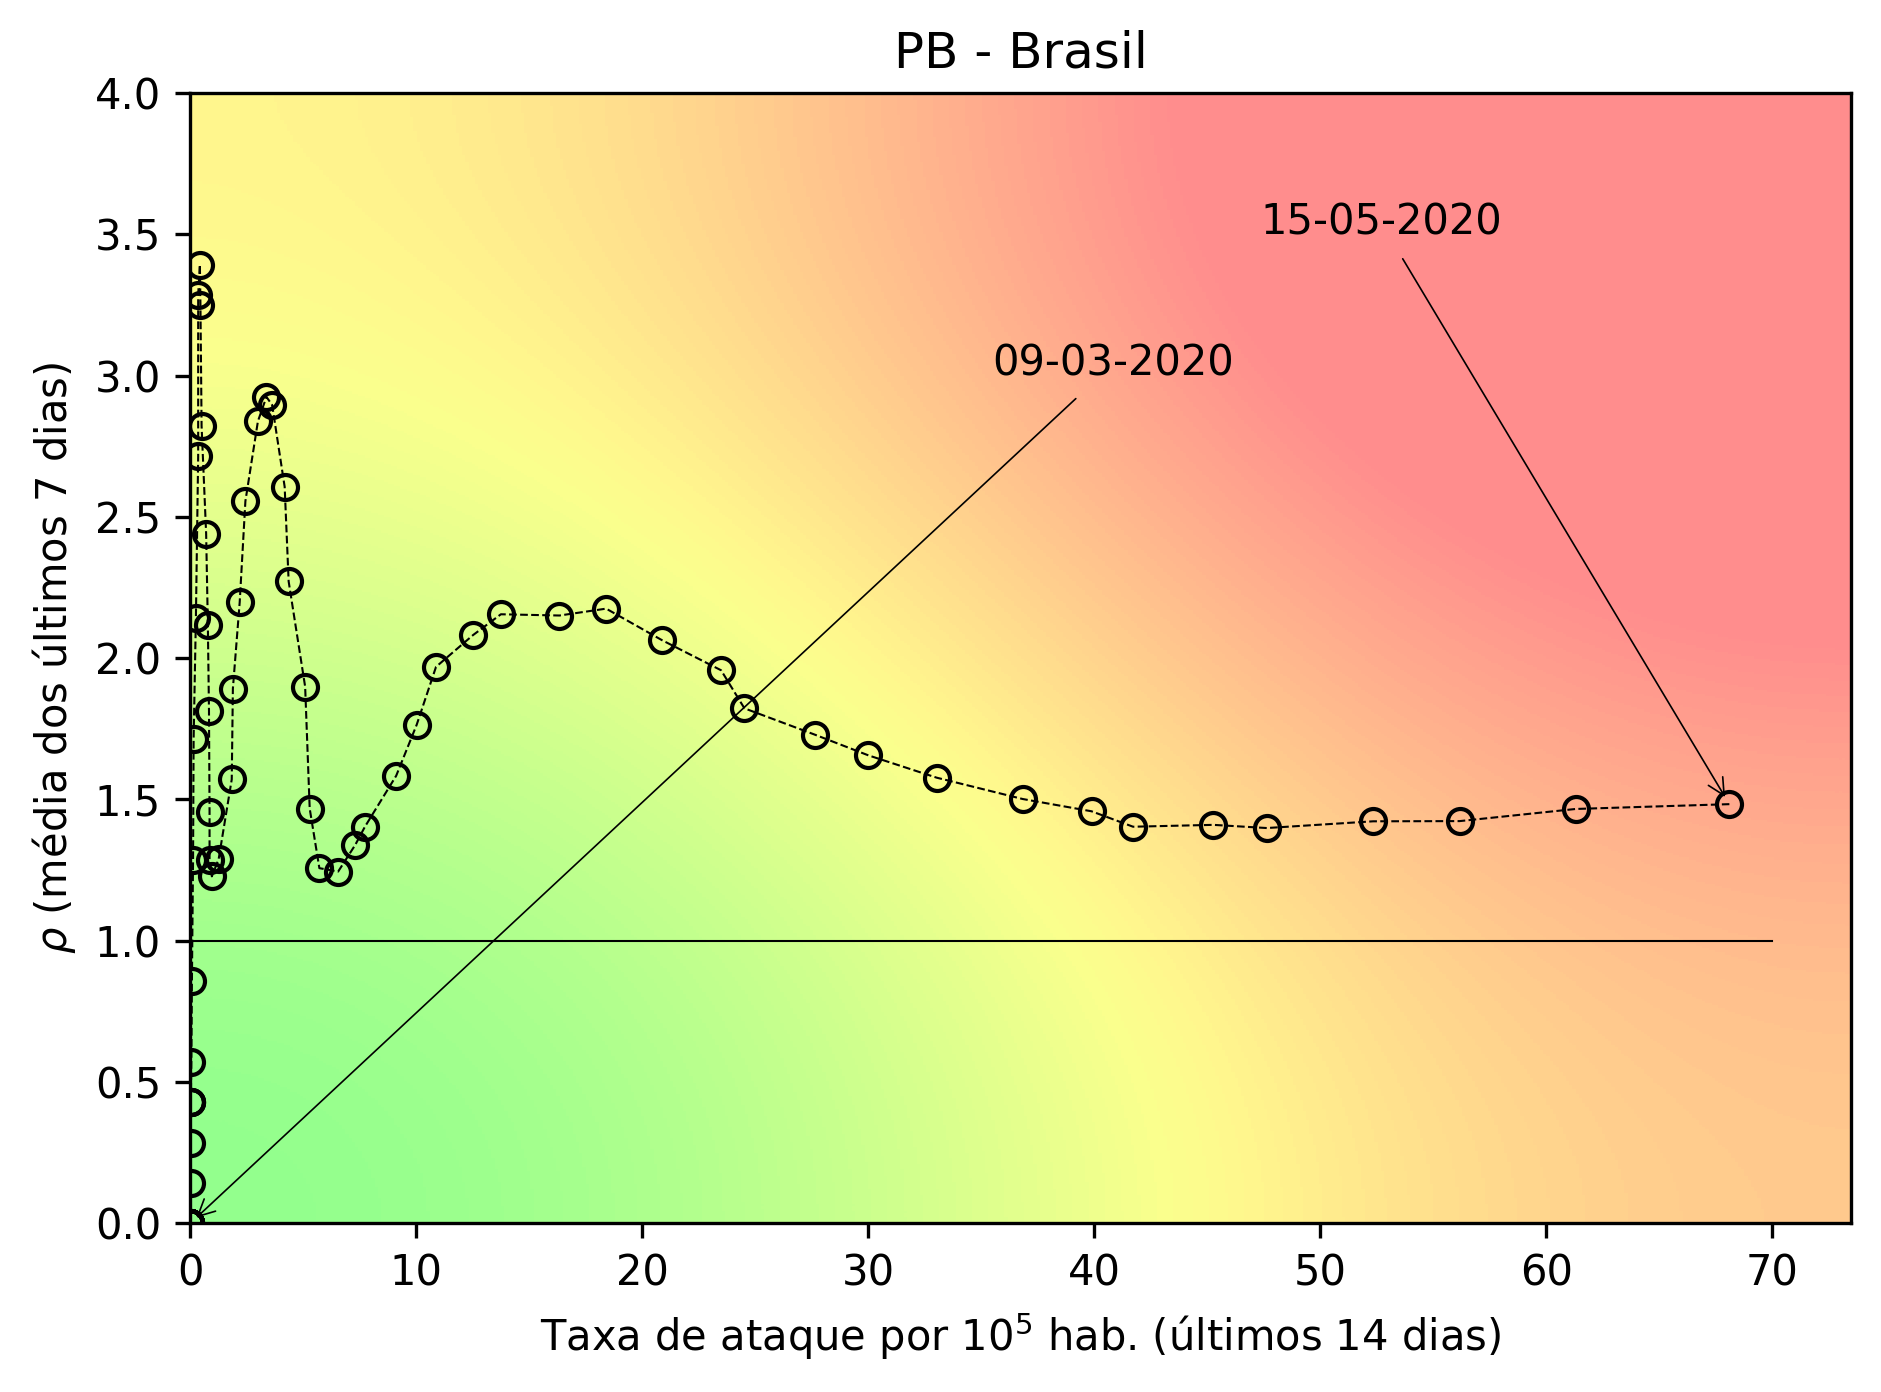 PB - Brasil
4.0
3.5
3.0
2.5
2.0
1.5
1.0
0.5
0.0
ρ (média dos últimos 7 dias)
15-05-2020
09-03-2020
0 10 20 30 40 50 60 70
Taxa de ataque por 10⁵ hab. (últimos 14 dias)